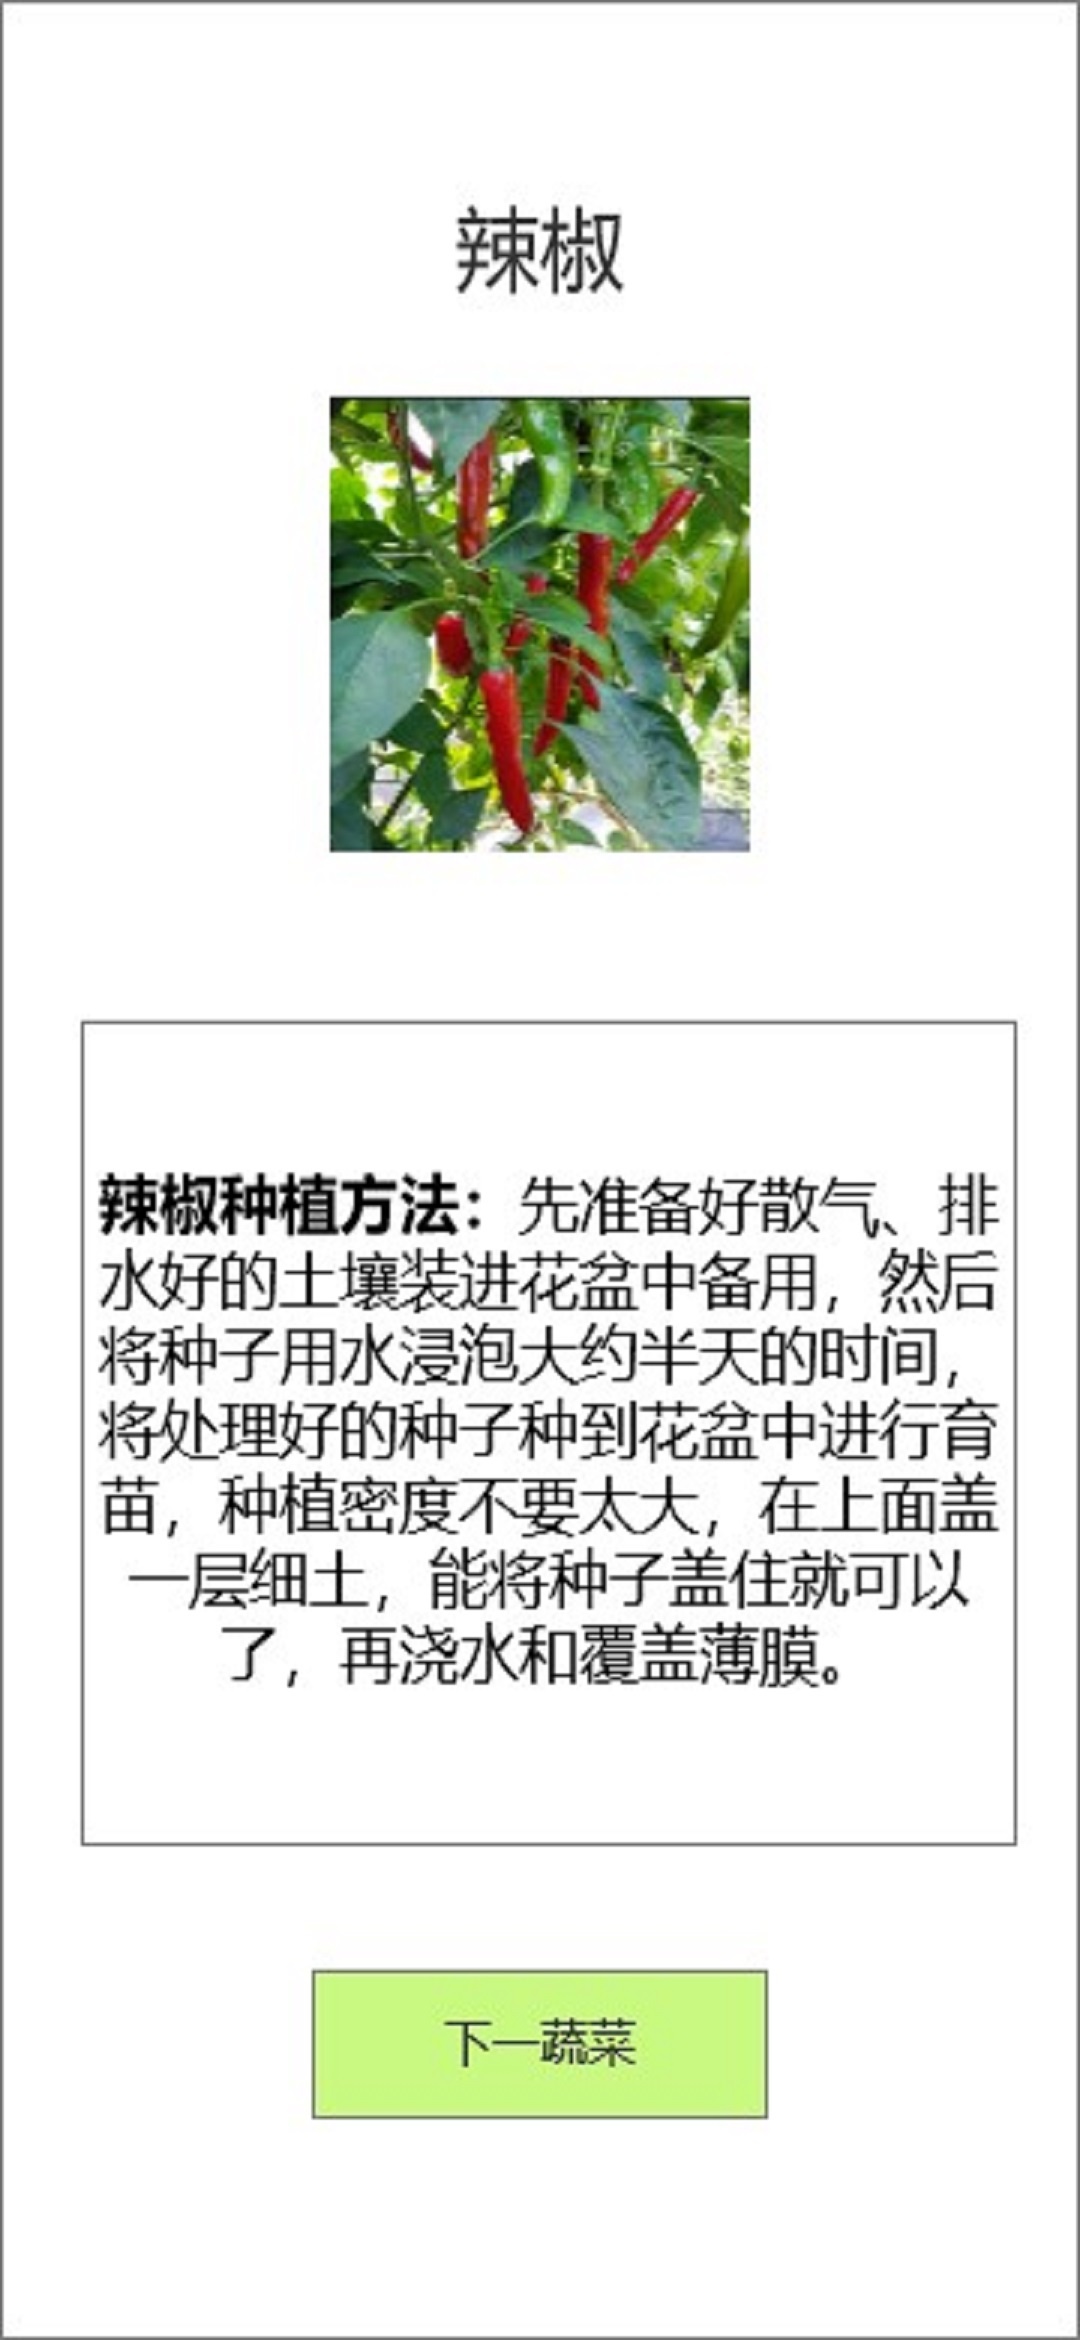 辣椒
辣椒种植方法：先准备好散气、排
水好的土壤装进花盆中备用，然后
将种子用水浸泡大约半天的时间，
将处理好的种子种到花盆中进行育
苗，种植密度不要太大，在上面盖
一层细土，能将种子盖住就可以
了，再浇水和覆盖薄膜。
下一蔬菜